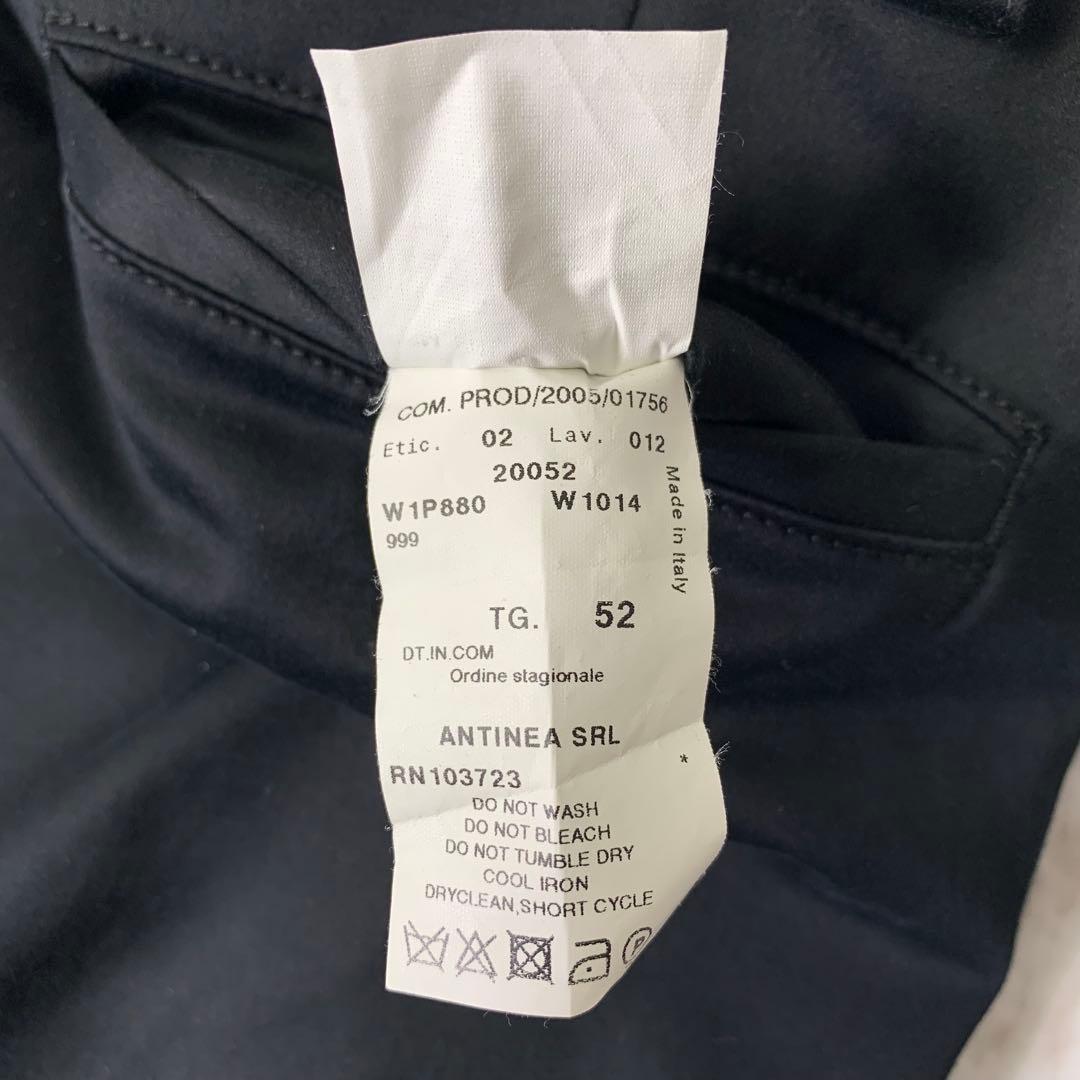 COM. PROD/2005/01756
Etic. 02 Lav. 012
20052
W1P880 W1014
999
Made in Italy
TG. 52
DT.IN.COM
Ordine stagionale
ANTINEA SRL
*
RN103723
DO NOT WASH
DO NOT BLEACH
DO NOT TUMBLE DRY
COOL IRON
DRYCLEAN,SHORT CYCLE
P